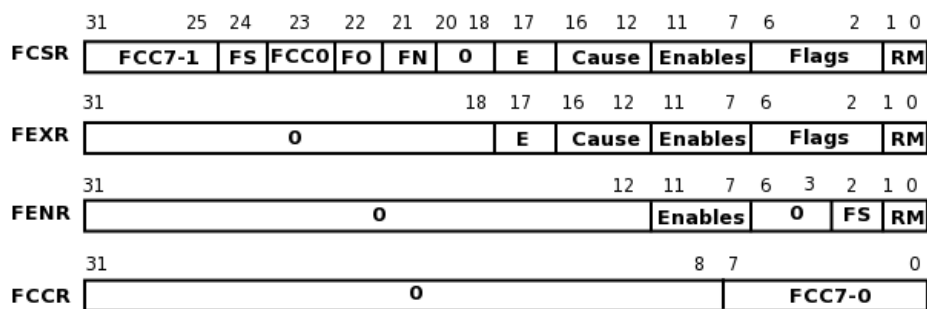 31 25 24 23 22 21 20 18 17 16 12 11 7 6 2 1 0
FCSR FCC7-1 FS FCC0 FO FN 0 E Cause Enables Flags RM
31 18 17 16 12 11 7 6 2 1 0
FEXR 0 E Cause Enables Flags RM
31 12 11 7 6 3 2 1 0
FENR 0 Enables 0 FS RM
31 8 7 0
FCCR 0 FCC7-0